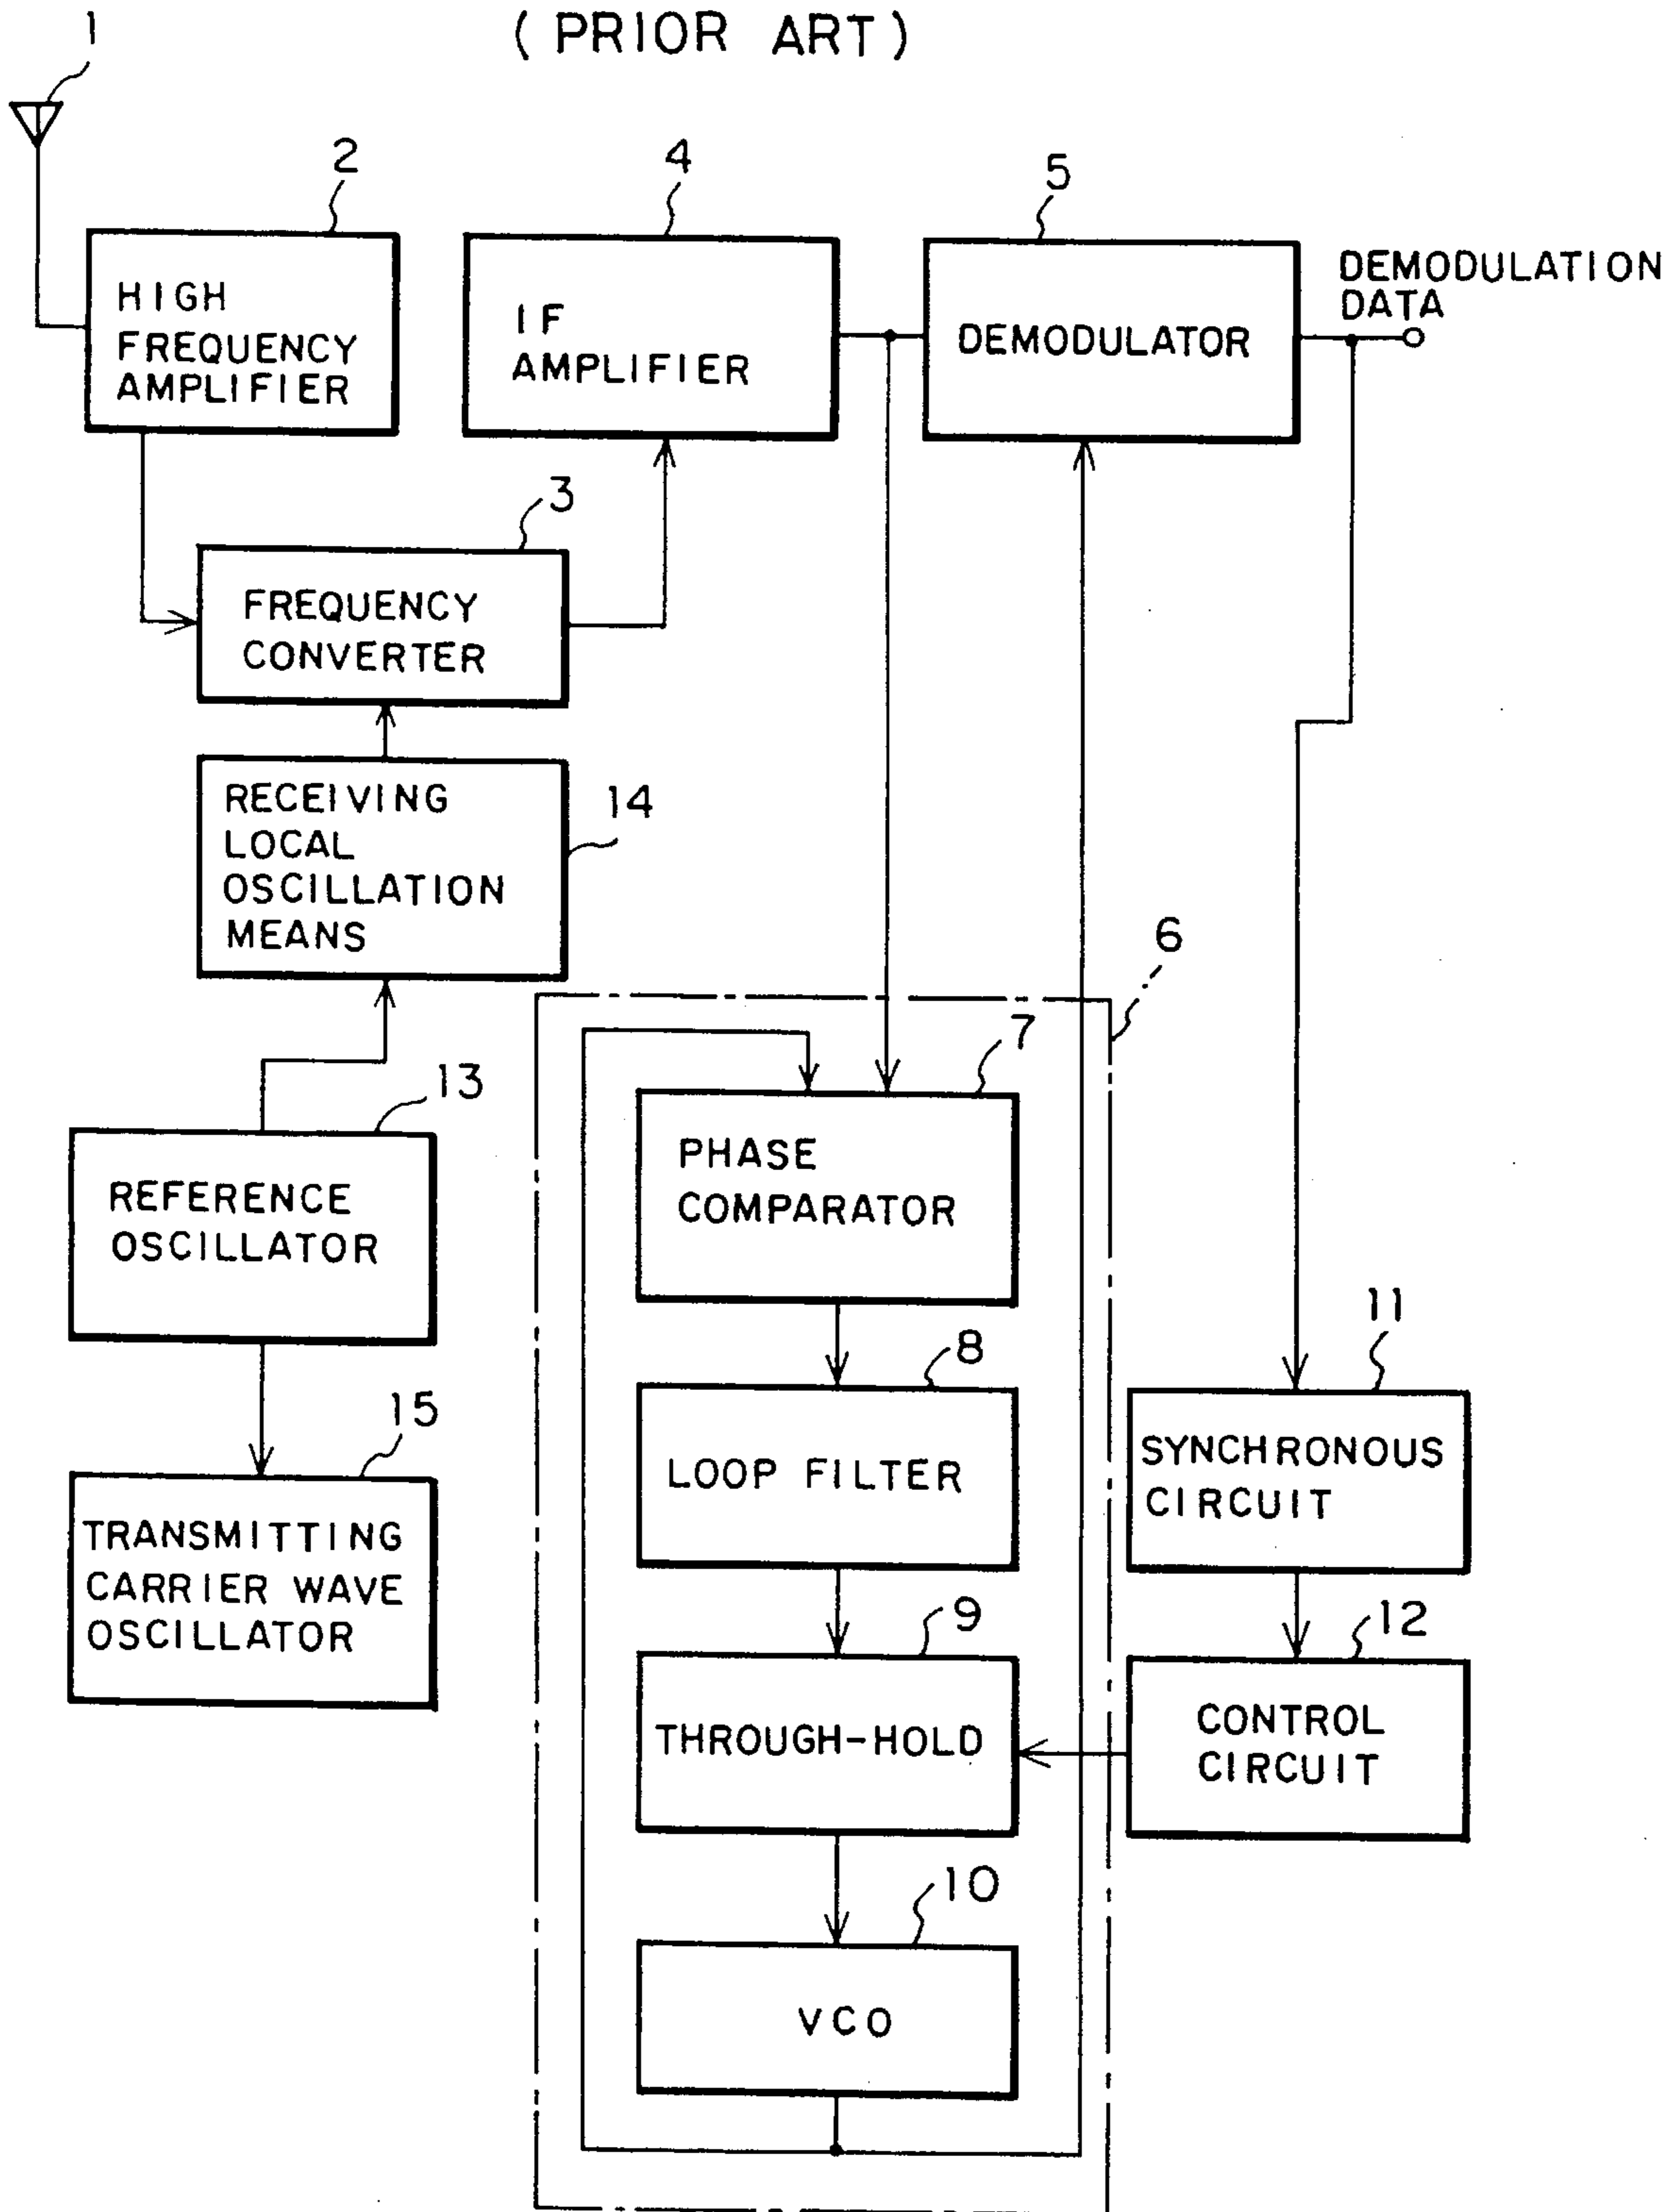 (PRIOR ART)
1
2
HIGH
FREQUENCY
AMPLIFIER
4
IF
AMPLIFIER
5
DEMODULATOR
DEMODULATION
DATA
3
FREQUENCY
CONVERTER
14
RECEIVING
LOCAL
OSCILLATION
MEANS
6
13
REFERENCE
OSCILLATOR
7
PHASE
COMPARATOR
15
TRANSMITTING
CARRIER WAVE
OSCILLATOR
8
LOOP FILTER
11
SYNCHRONOUS
CIRCUIT
9
THROUGH-HOLD
12
CONTROL
CIRCUIT
10
VCO